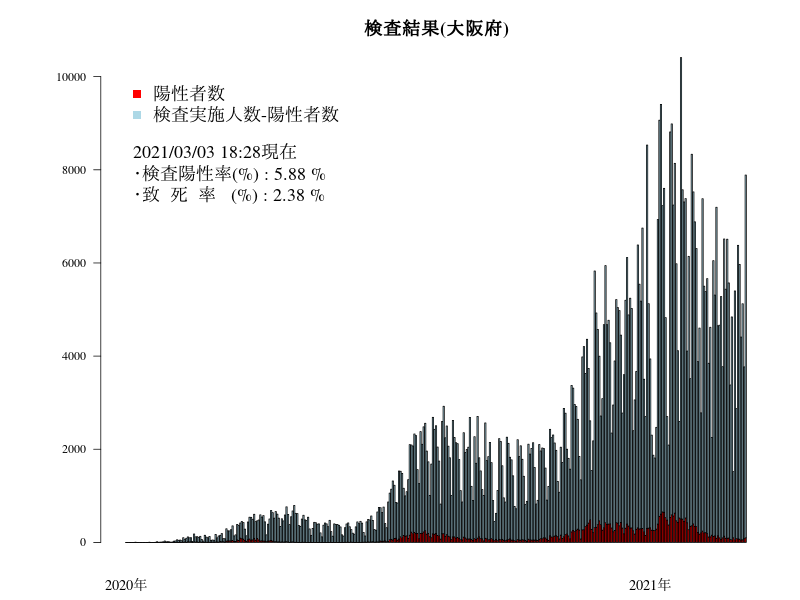 検査結果(大阪府)
10000
8000
6000
4000
2000
0
陽性者数
検査実施人数-陽性者数
2021/03/03 18:28現在
・検査陽性率(%) : 5.88 %
・致 死 率 (%) : 2.38 %
2020年
2021年